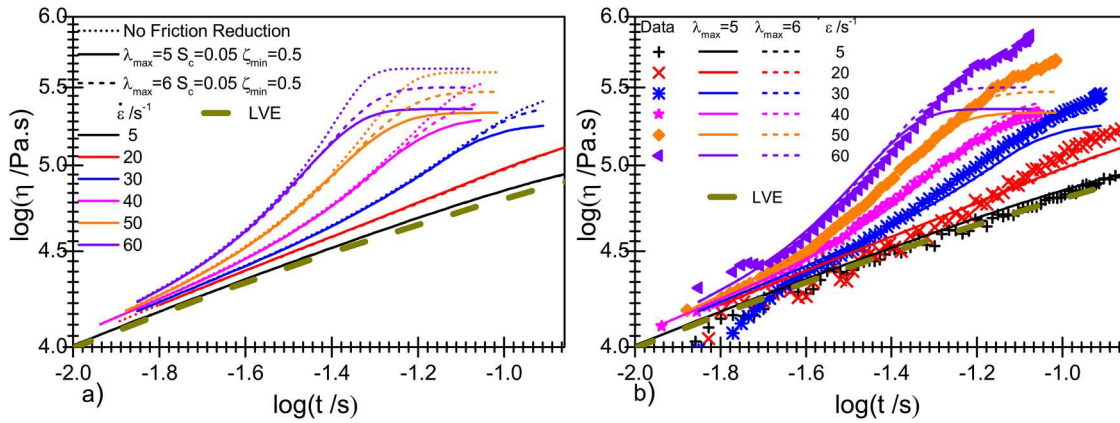 6.0
No Friction Reduction
λmax=5 Sc=0.05 ζmin=0.5
λmax=6 Sc=0.05 ζmin=0.5
ε̇ /s-1
LVE
5
20
30
40
50
60
5.5
5.0
4.5
4.0
log(η /Pa.s)
-2.0 -1.8 -1.6 -1.4 -1.2 -1.0
a)
log(t /s)
6.0
Data λmax=5 λmax=6 ε̇ /s-1
5
20
30
40
50
60
LVE
5.5
5.0
4.5
4.0
log(η /Pa.s)
-2.0 -1.8 -1.6 -1.4 -1.2 -1.0
b)
log(t /s)